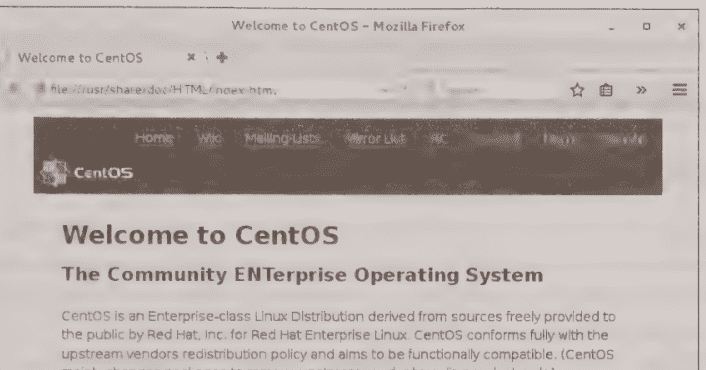 Welcome to CentOS – Mozilla Firefox
Welcome to CentOS
file:///usr/share/doc/HTML/index.html
Home Wiki Mailing-Lists Mirror List IRC
CentOS
Welcome to CentOS
The Community ENTerprise Operating System
CentOS is an Enterprise-class Linux Distribution derived from sources freely provided to
the public by Red Hat, Inc. for Red Hat Enterprise Linux. CentOS conforms fully with the
upstream vendors redistribution policy and aims to be functionally compatible. (CentOS